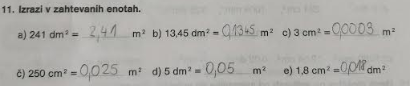 11. Izrazi v zahtevanih enotah.
a) 241 dm² = 2,41 m² b) 13,45 dm² = 0,1345 m² c) 3 cm² = 0,0003 m²
č) 250 cm² = 0,025 m² d) 5 dm² = 0,05 m² e) 1,8 cm² = 0,018 dm²